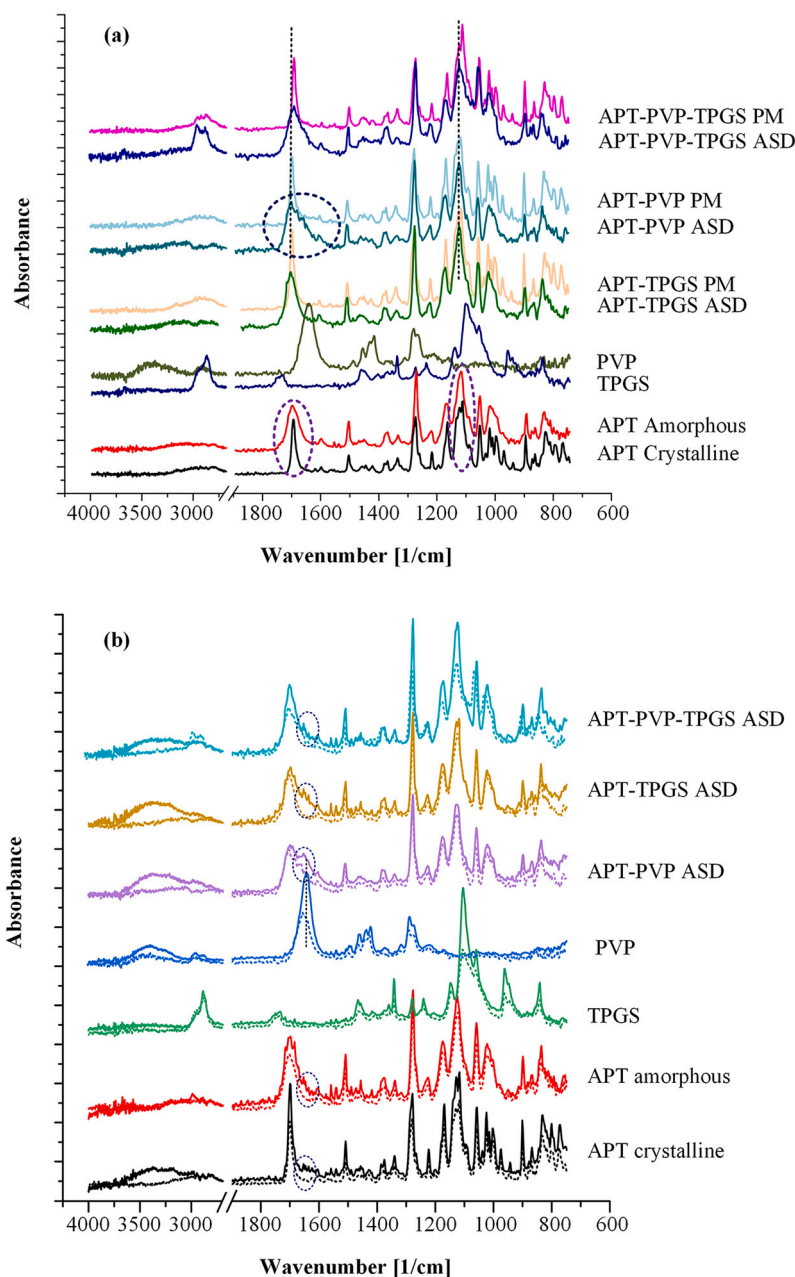 (a)
APT-PVP-TPGS PM
APT-PVP-TPGS ASD
APT-PVP PM
APT-PVP ASD
APT-TPGS PM
APT-TPGS ASD
PVP
TPGS
APT Amorphous
APT Crystalline
Absorbance
4000 3500 3000 1800 1600 1400 1200 1000 800 600
Wavenumber [1/cm]
(b)
APT-PVP-TPGS ASD
APT-TPGS ASD
APT-PVP ASD
PVP
TPGS
APT amorphous
APT crystalline
Absorbance
4000 3500 3000 1800 1600 1400 1200 1000 800 600
Wavenumber [1/cm]